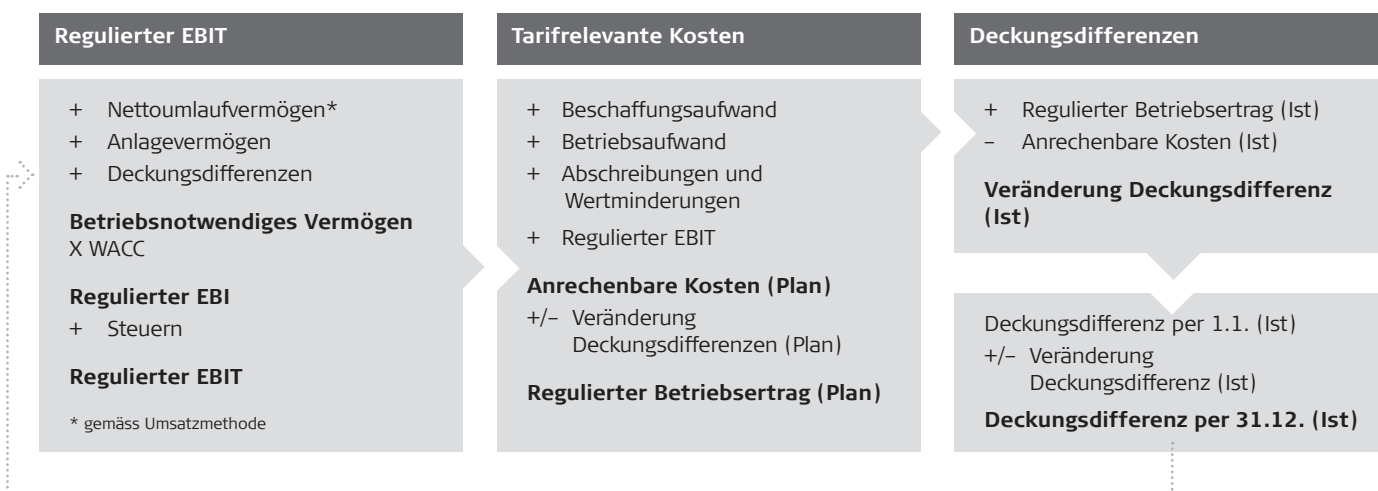 Regulierter EBIT
+ Nettoumlaufvermögen*
+ Anlagevermögen
+ Deckungsdifferenzen
Betriebsnotwendiges Vermögen
X WACC
Regulierter EBI
+ Steuern
Regulierter EBIT
* gemäss Umsatzmethode
Tarifrelevante Kosten
+ Beschaffungsaufwand
+ Betriebsaufwand
+ Abschreibungen und
Wertminderungen
+ Regulierter EBIT
Anrechenbare Kosten (Plan)
+/– Veränderung
Deckungsdifferenzen (Plan)
Regulierter Betriebsertrag (Plan)
Deckungsdifferenzen
+ Regulierter Betriebsertrag (Ist)
– Anrechenbare Kosten (Ist)
Veränderung Deckungsdifferenz
(Ist)
Deckungsdifferenz per 1.1. (Ist)
+/– Veränderung
Deckungsdifferenz (Ist)
Deckungsdifferenz per 31.12. (Ist)